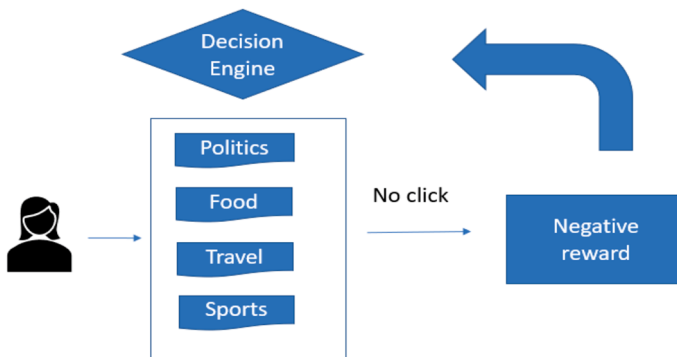 Decision
Engine
Politics
Food
Travel
Sports
No click
Negative
reward